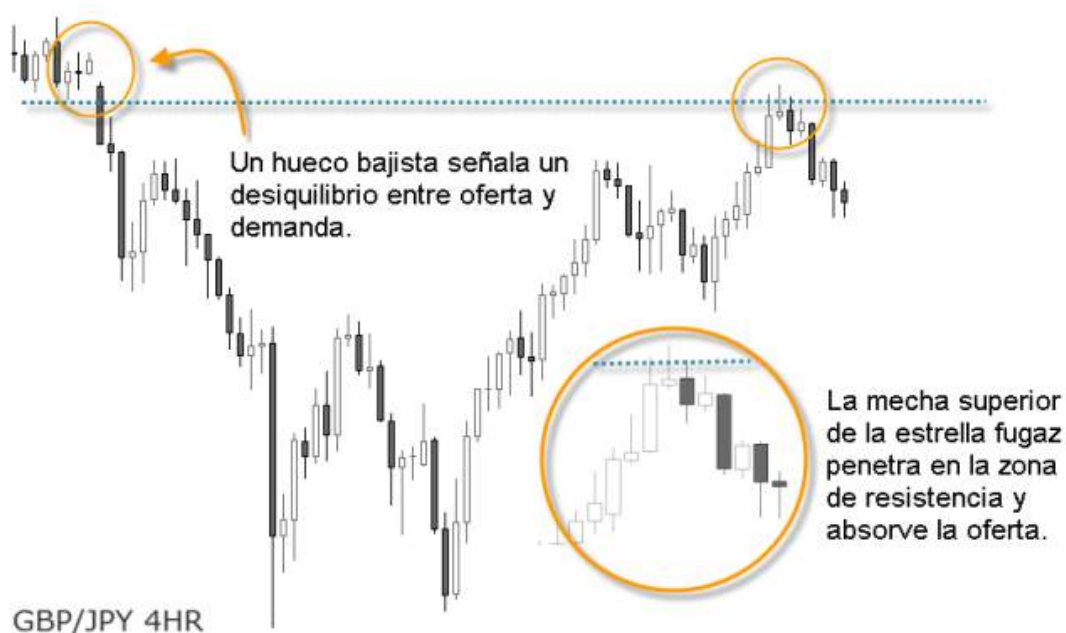 Un hueco bajista señala un
desiquilibrio entre oferta y
demanda.
La mecha superior
de la estrella fugaz
penetra en la zona
de resistencia y
absorve la oferta.
GBP/JPY 4HR